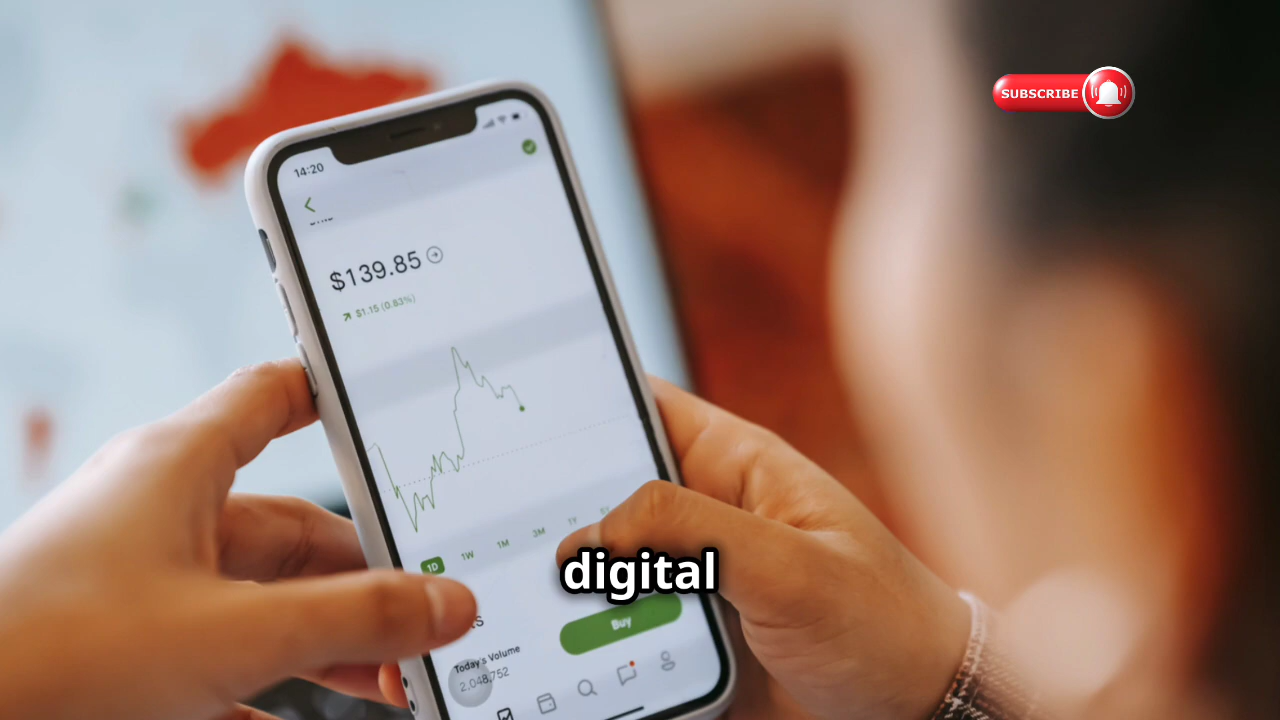 SUBSCRIBE
14:20
$139.85
$1.15 (0.83%)
1D 1W 1M 3M 1Y 5Y
digital
Buy
Today's Volume
2,048,752